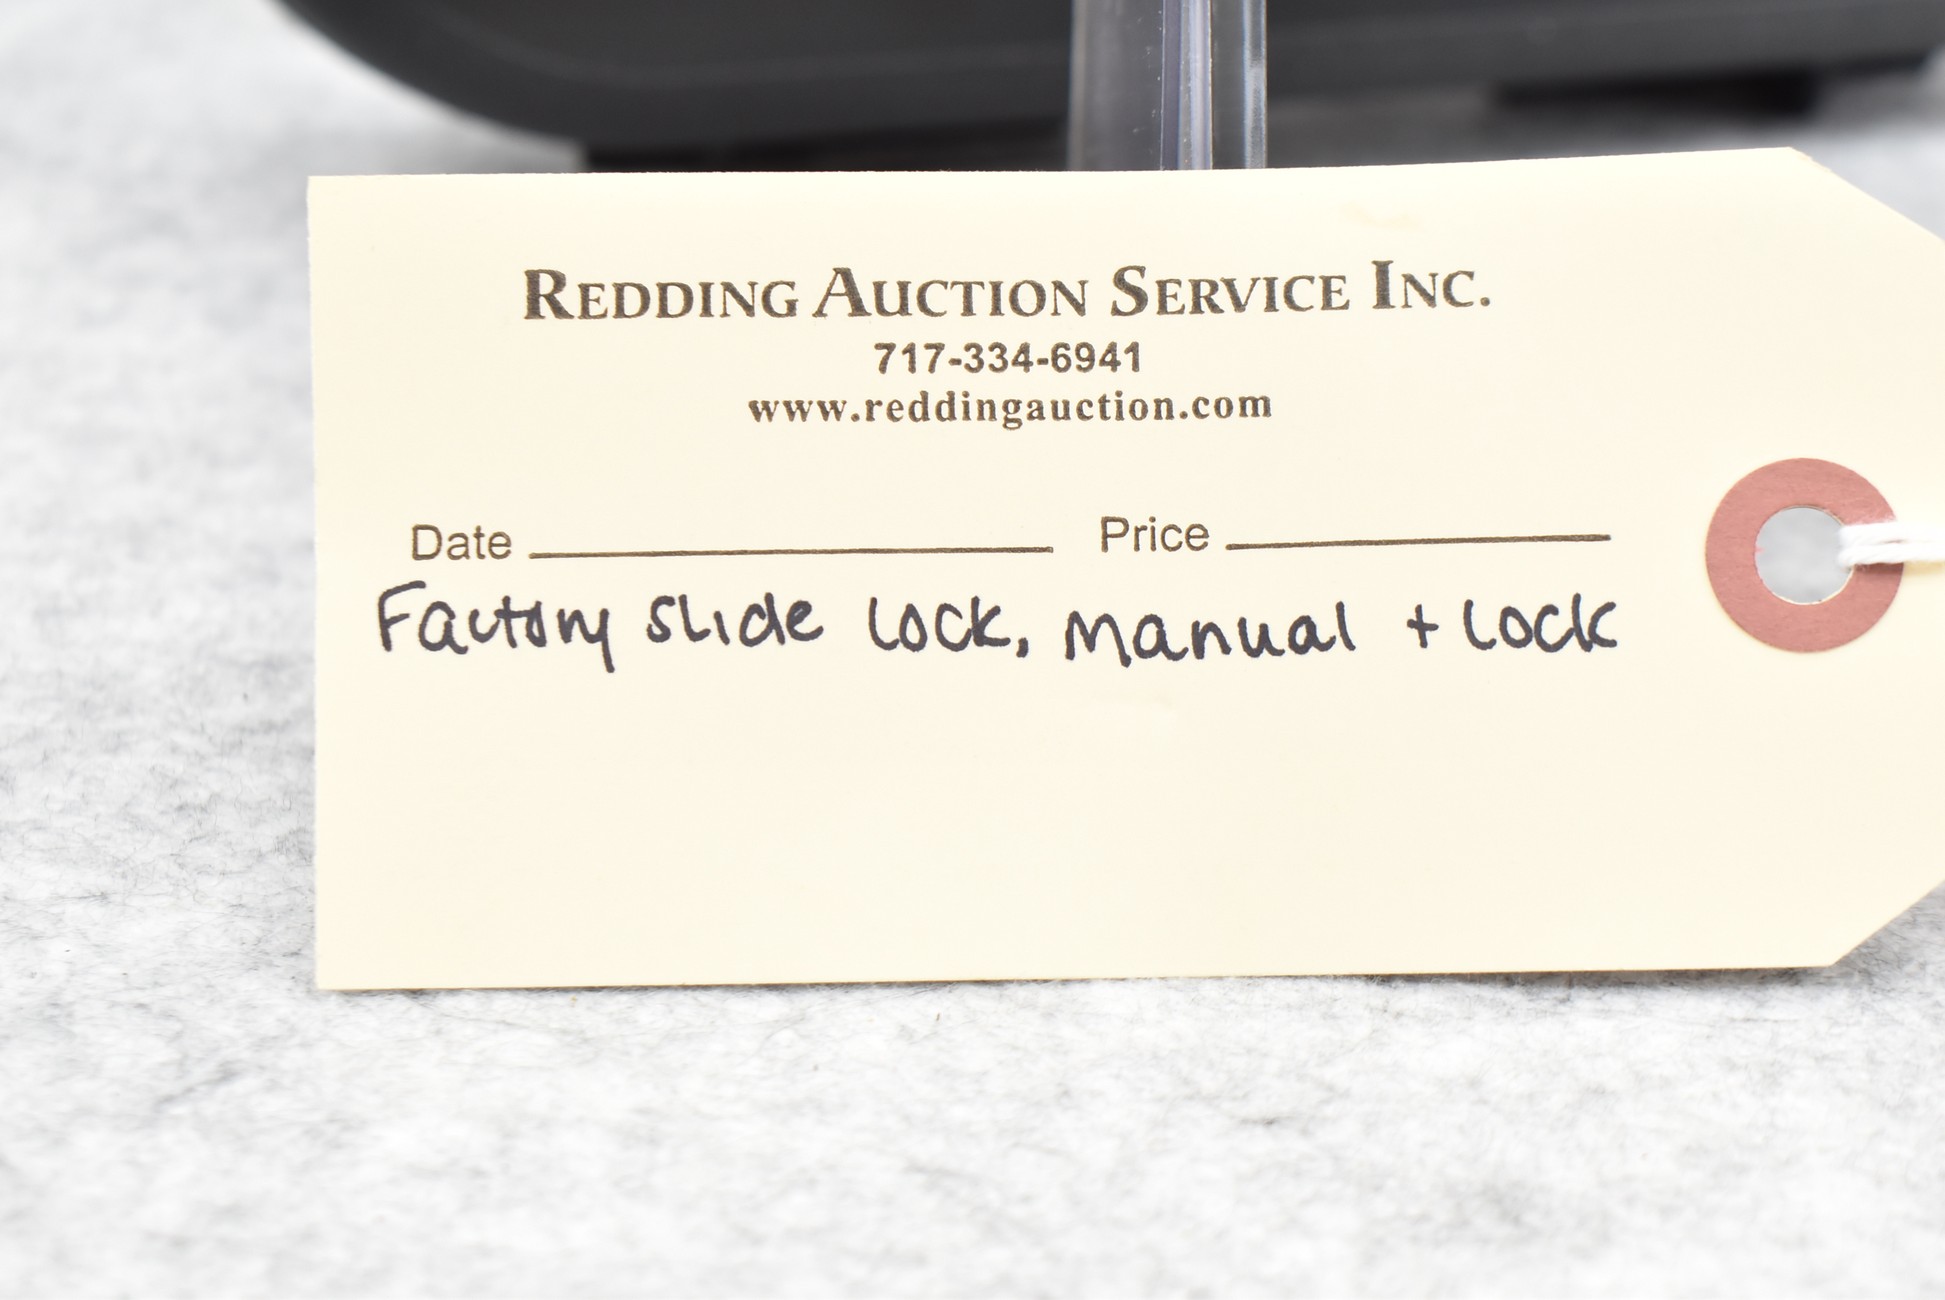 REDDING AUCTION SERVICE INC.
717-334-6941
www.reddingauction.com
Date Price
Factory slide lock, manual + lock